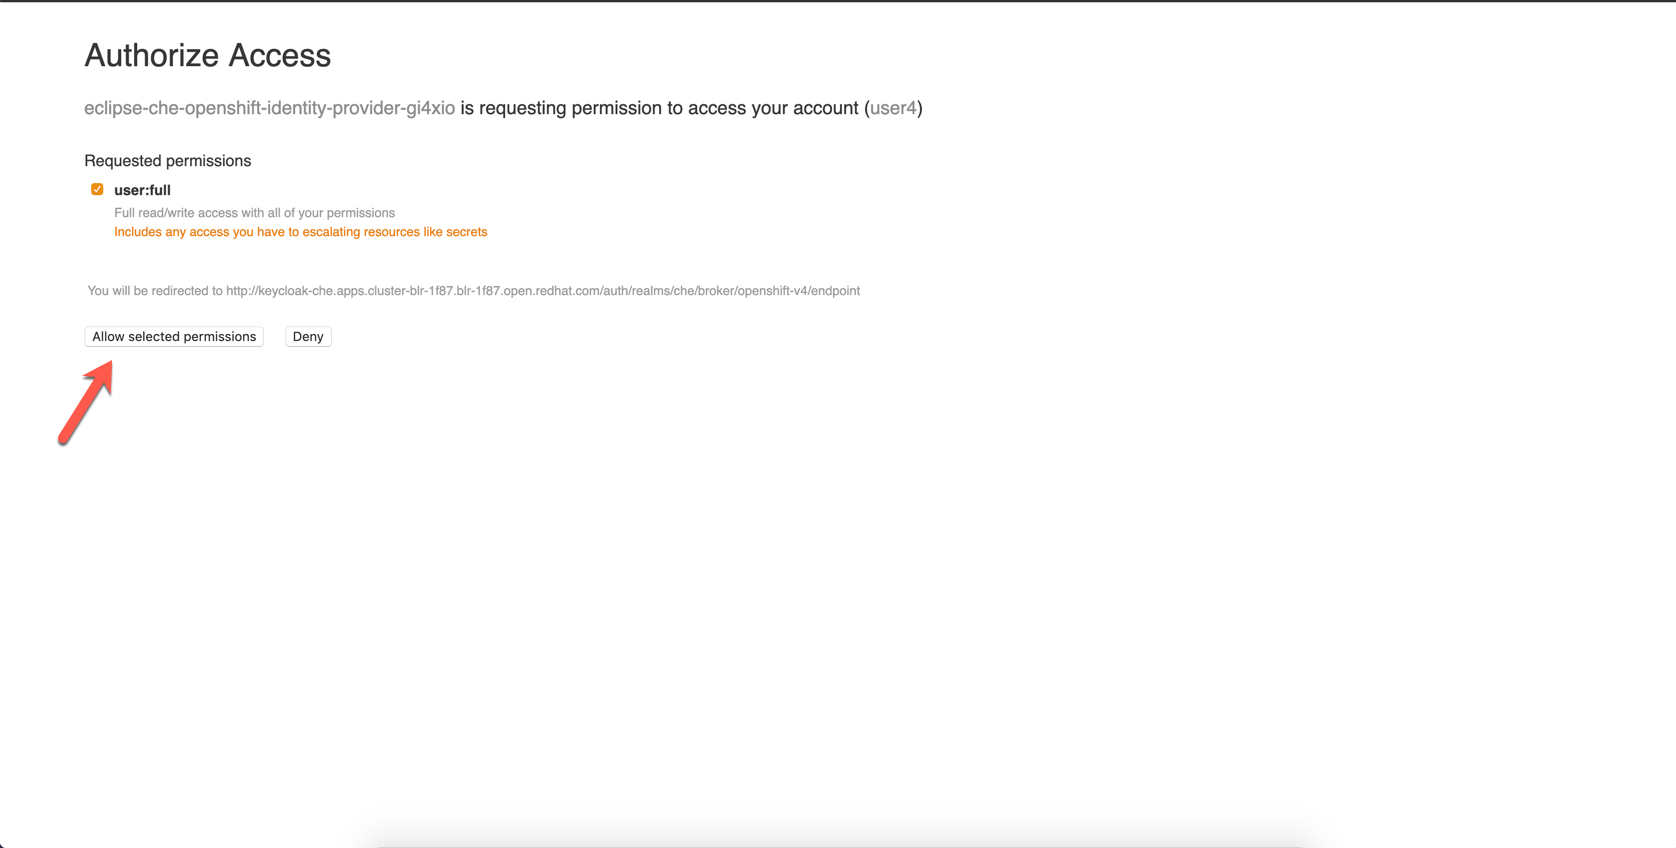 Authorize Access
eclipse-che-openshift-identity-provider-gi4xio is requesting permission to access your account (user4)
Requested permissions
user:full
Full read/write access with all of your permissions
Includes any access you have to escalating resources like secrets
You will be redirected to http://keycloak-che.apps.cluster-blr-1f87.blr-1f87.open.redhat.com/auth/realms/che/broker/openshift-v4/endpoint
Allow selected permissions Deny